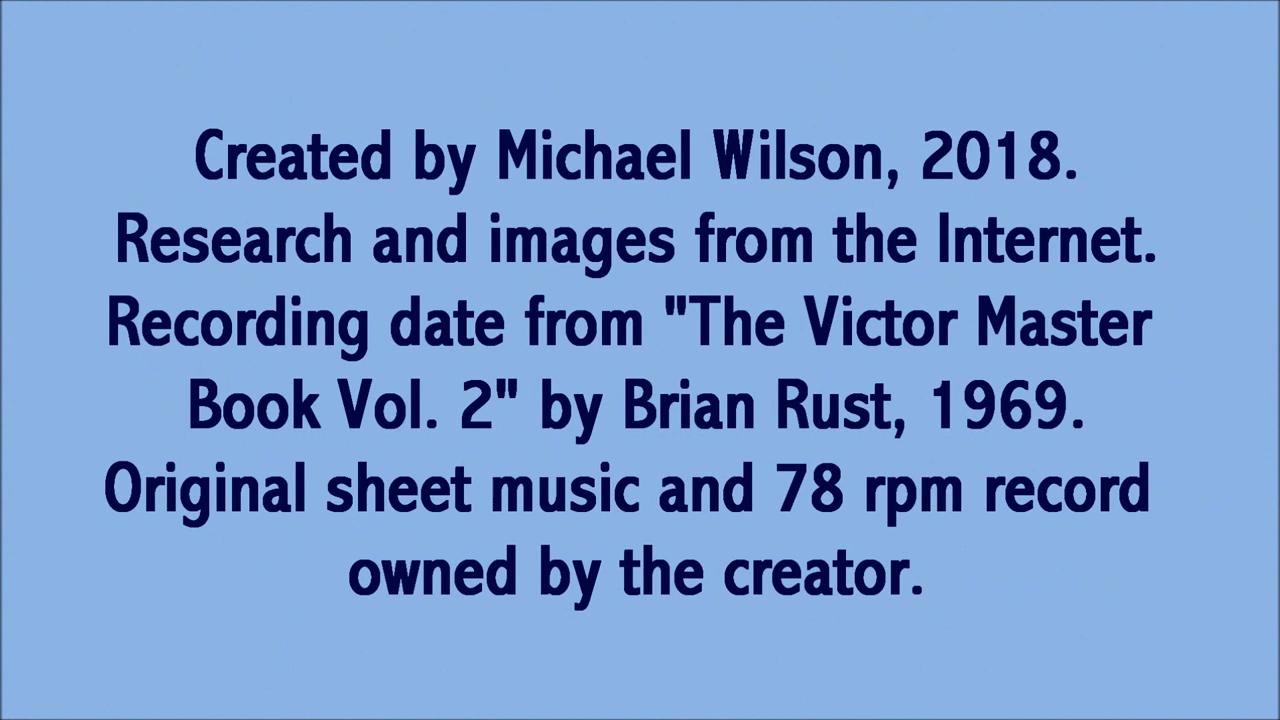 Created by Michael Wilson, 2018.
Research and images from the Internet.
Recording date from "The Victor Master
Book Vol. 2" by Brian Rust, 1969.
Original sheet music and 78 rpm record
owned by the creator.